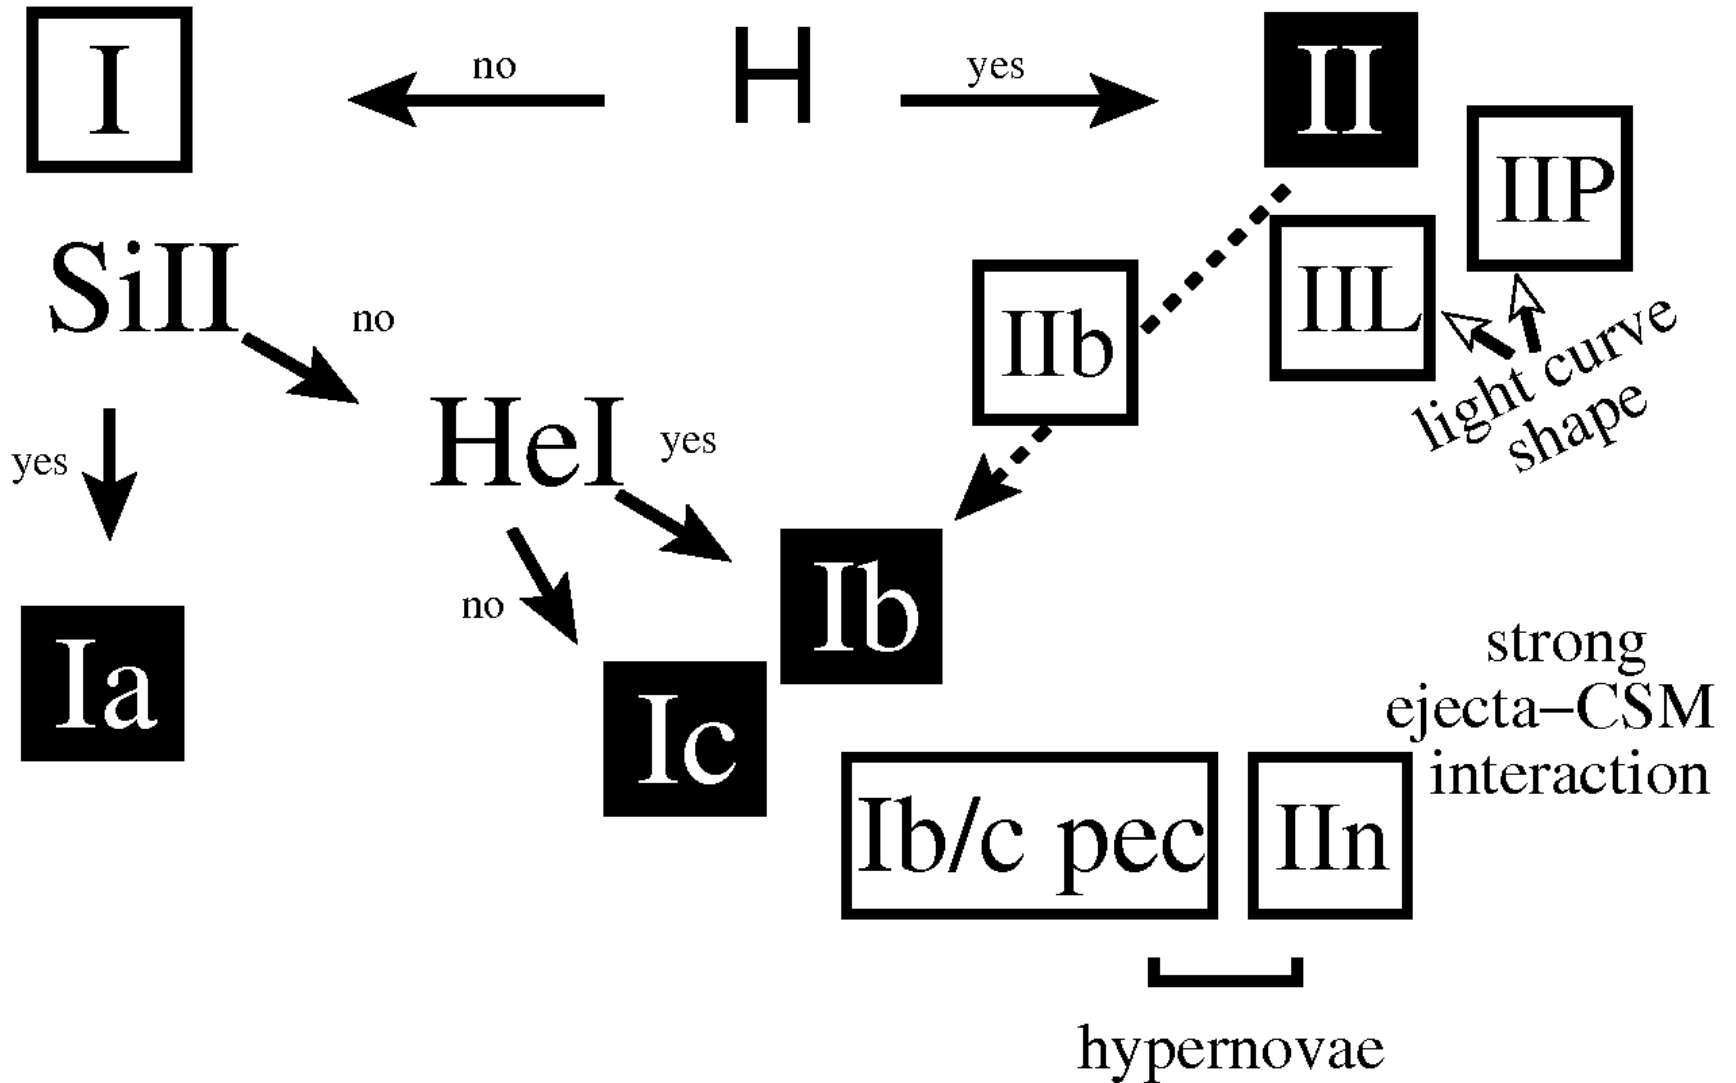 I
no
H
yes
II
IIP
SiII
no
IIL
IIb
light curve
shape
HeI
yes
yes
no
Ib
Ia
Ic
strong
ejecta–CSM
interaction
Ib/c pec
IIn
hypernovae